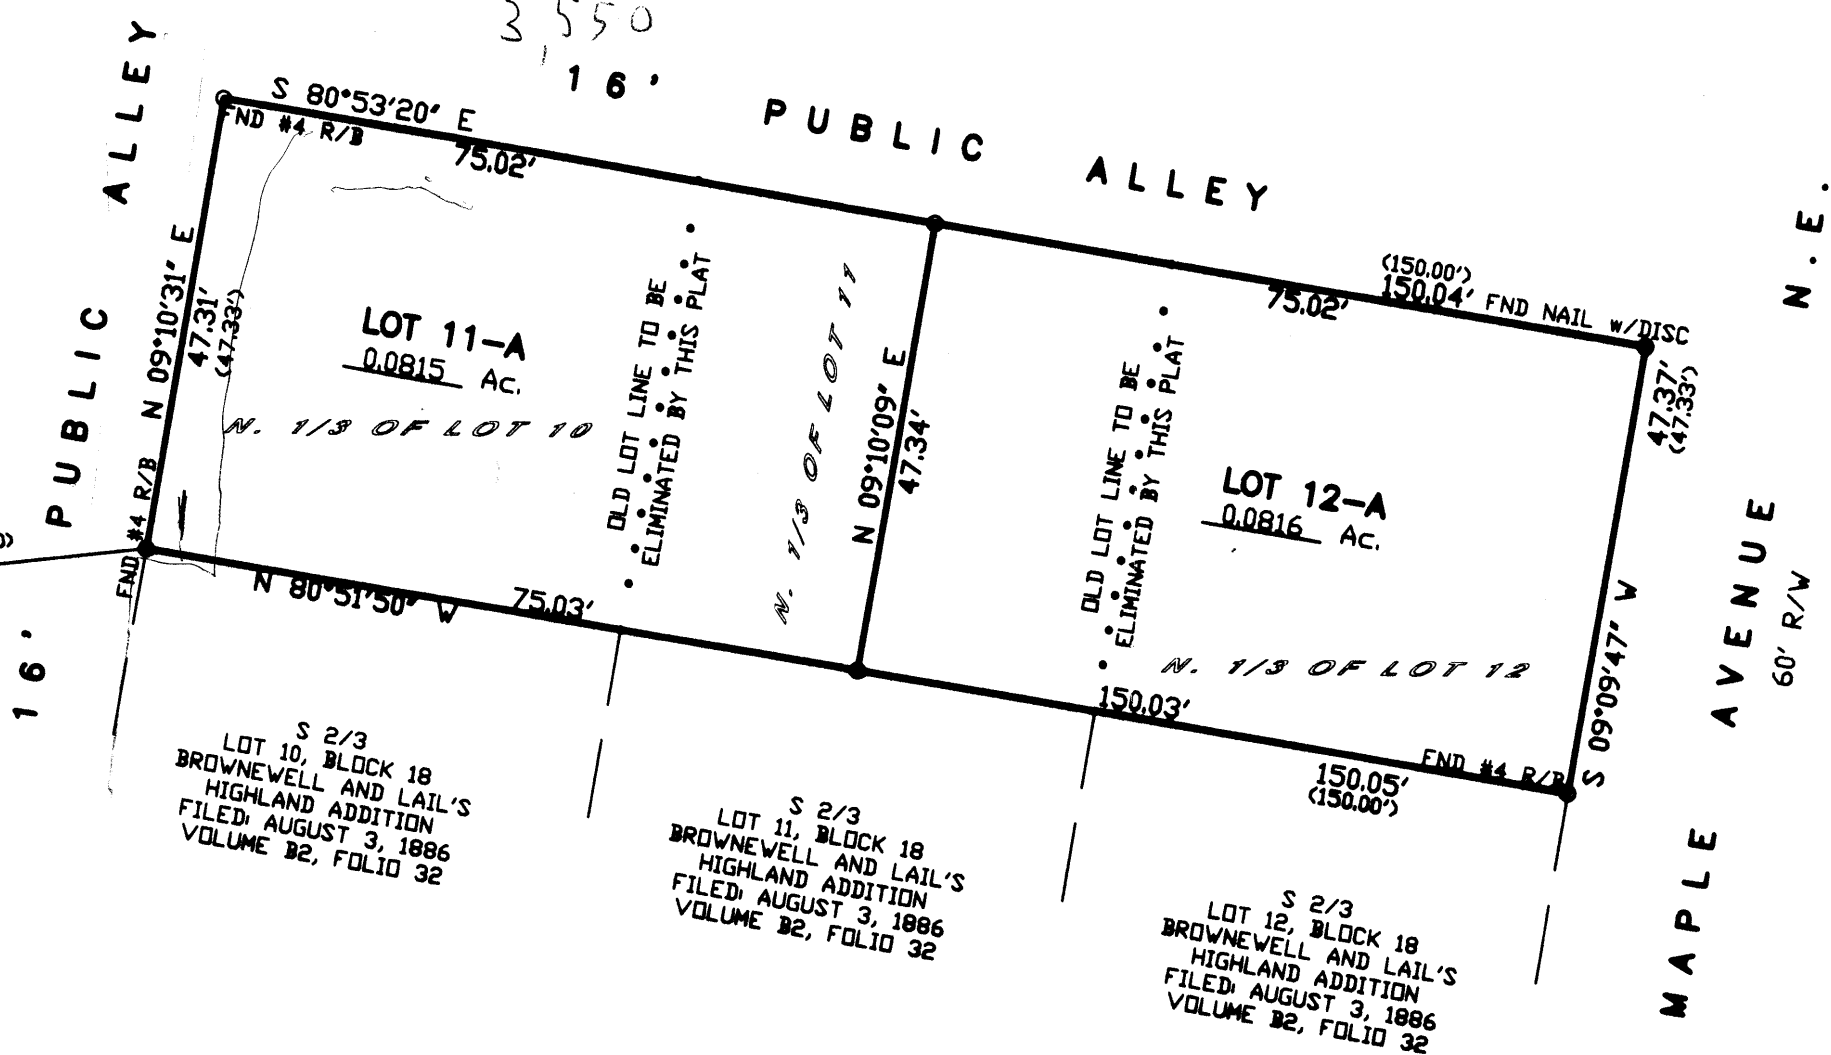 3,550
16' PUBLIC ALLEY
PUBLIC ALLEY
16'
S 80°53'20" E
FND #4 R/B
75.02'
N 09°10'31" E
47.31'
(47.33')
LOT 11-A
0.0815 Ac.
N. 1/3 OF LOT 10
OLD LOT LINE TO BE
ELIMINATED BY THIS PLAT
N. 1/3 OF LOT 11
N 09°10'09" E
47.34'
75.02'
(150.00')
150.04'
FND NAIL w/DISC
47.37'
(47.33')
OLD LOT LINE TO BE
ELIMINATED BY THIS PLAT
LOT 12-A
0.0816 Ac.
N. 1/3 OF LOT 12
S 09°09'47" W
FND #4 R/B
N 80°51'50" W
75.03'
150.03'
FND #4 R/B
150.05'
(150.00')
MAPLE AVENUE N.E.
60' R/W
S 2/3
LOT 10, BLOCK 18
BROWNEWELL AND LAIL'S
HIGHLAND ADDITION
FILED: AUGUST 3, 1886
VOLUME B2, FOLIO 32
S 2/3
LOT 11, BLOCK 18
BROWNEWELL AND LAIL'S
HIGHLAND ADDITION
FILED: AUGUST 3, 1886
VOLUME B2, FOLIO 32
S 2/3
LOT 12, BLOCK 18
BROWNEWELL AND LAIL'S
HIGHLAND ADDITION
FILED: AUGUST 3, 1886
VOLUME B2, FOLIO 32